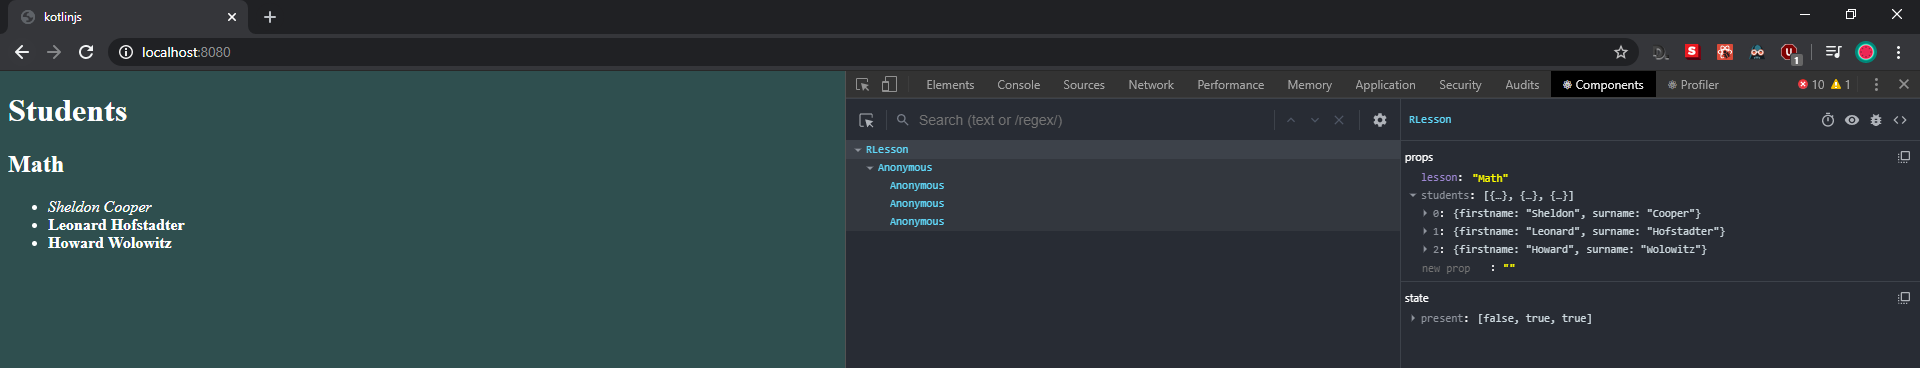 kotlinjs
localhost:8080
1
Students
Math
Sheldon Cooper
Leonard Hofstadter
Howard Wolowitz
Elements Console Sources Network Performance Memory Application Security Audits Components Profiler 10 1
Search (text or /regex/)
RLesson
Anonymous
Anonymous
Anonymous
Anonymous
RLesson
props
lesson: "Math"
students: [{…}, {…}, {…}]
0: {firstname: "Sheldon", surname: "Cooper"}
1: {firstname: "Leonard", surname: "Hofstadter"}
2: {firstname: "Howard", surname: "Wolowitz"}
new prop : ""
state
present: [false, true, true]